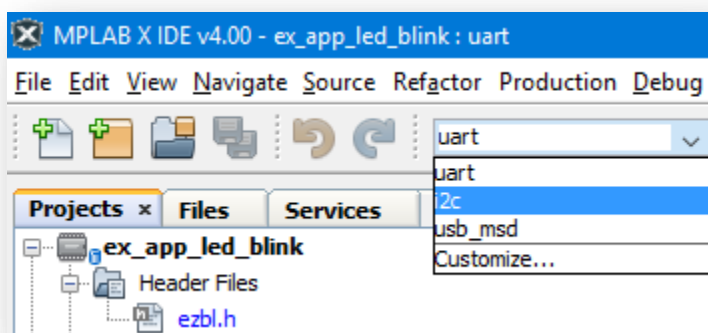 MPLAB X IDE v4.00 - ex_app_led_blink : uart
File Edit View Navigate Source Refactor Production Debug
uart
uart
i2c
usb_msd
Customize...
Projects × Files Services
ex_app_led_blink
Header Files
ezbl.h